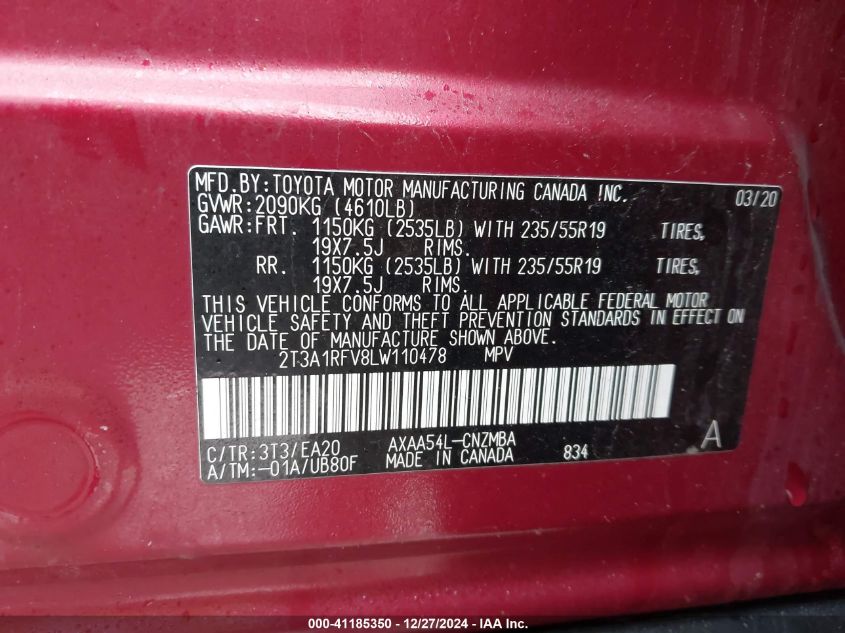 MFD.BY:TOYOTA MOTOR MANUFACTURING CANADA INC. 03/20
GVWR:2090KG (4610LB)
GAWR:FRT. 1150KG (2535LB) WITH 235/55R19 TIRES,
19X7.5J RIMS.
RR. 1150KG (2535LB) WITH 235/55R19 TIRES,
19X7.5J RIMS.
THIS VEHICLE CONFORMS TO ALL APPLICABLE FEDERAL MOTOR
VEHICLE SAFETY AND THEFT PREVENTION STANDARDS IN EFFECT ON
THE DATE OF MANUFACTURE SHOWN ABOVE.
2T3A1RFV8LW110478 MPV
C/TR:3T3/EA20 AXAA54L-CNZMBA A
A/TM:-01A/UB80F MADE IN CANADA 834
000-41185350 - 12/27/2024 - IAA Inc.